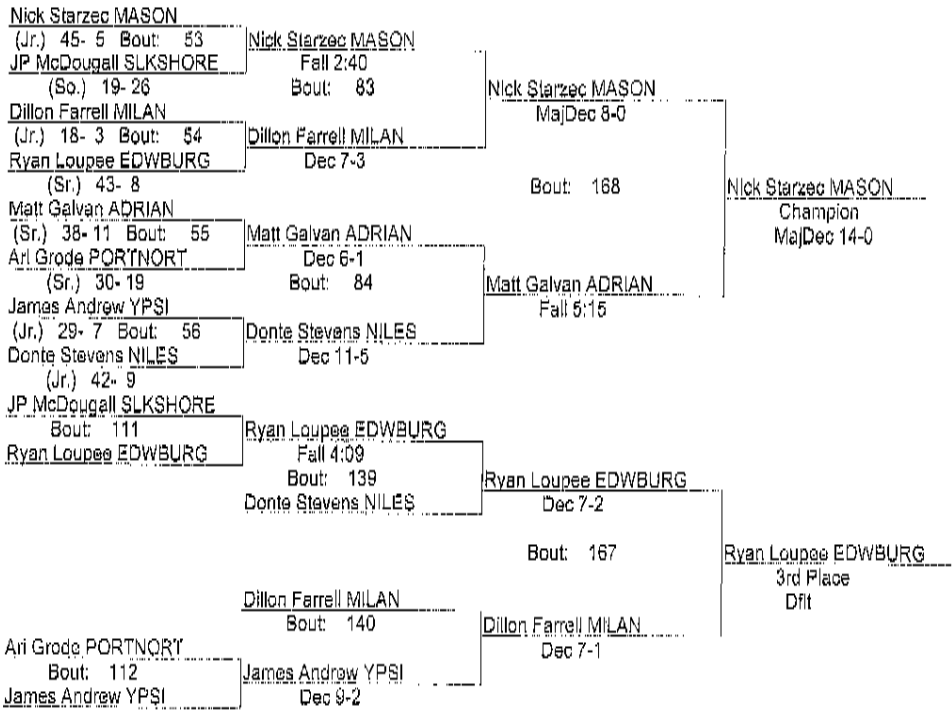 Nick Starzec MASON
(Jr.) 45- 5 Bout: 53
JP McDougall SLKSHORE
(So.) 19- 26
Dillon Farrell MILAN
(Jr.) 18- 3 Bout: 54
Ryan Loupee EDWBURG
(Sr.) 43- 8
Matt Galvan ADRIAN
(Sr.) 38- 11 Bout: 55
Ari Grode PORTNORT
(Sr.) 30- 19
James Andrew YPSI
(Jr.) 29- 7 Bout: 56
Donte Stevens NILES
(Jr.) 42- 9
JP McDougall SLKSHORE
Bout: 111
Ryan Loupee EDWBURG
Ari Grode PORTNORT
Bout: 112
James Andrew YPSI
Nick Starzec MASON
Fall 2:40
Bout: 83
Dillon Farrell MILAN
Dec 7-3
Matt Galvan ADRIAN
Dec 6-1
Bout: 84
Donte Stevens NILES
Dec 11-5
Ryan Loupee EDWBURG
Fall 4:09
Bout: 139
Donte Stevens NILES
Dillon Farrell MILAN
Bout: 140
James Andrew YPSI
Dec 9-2
Nick Starzec MASON
MajDec 8-0
Bout: 168
Matt Galvan ADRIAN
Fall 5:15
Ryan Loupee EDWBURG
Dec 7-2
Bout: 167
Dillon Farrell MILAN
Dec 7-1
Nick Starzec MASON
Champion
MajDec 14-0
Ryan Loupee EDWBURG
3rd Place
Dflt